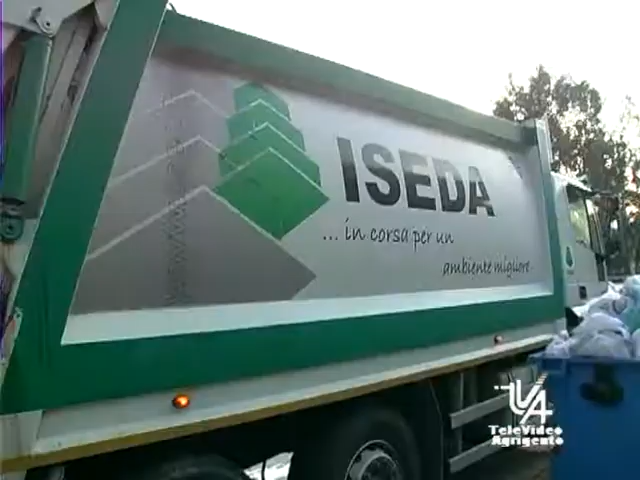 ISEDA
...in corsa per un
ambiente migliore
TeleVideo
Agrigento